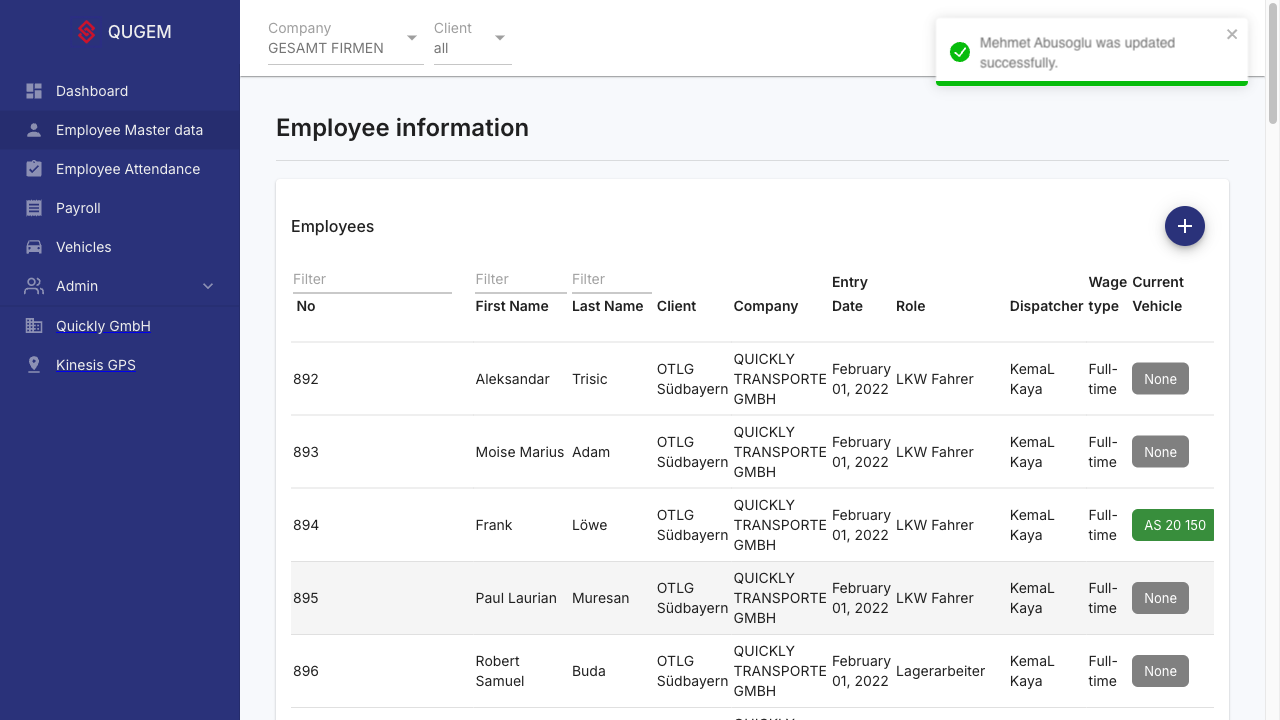 QUGEM
Dashboard
Employee Master data
Employee Attendance
Payroll
Vehicles
Admin
Quickly GmbH
Kinesis GPS
Company
GESAMT FIRMEN
Client
all
Mehmet Abusoglu was updated
successfully.
Employee information
Employees
Filter
No
Filter
First Name
Filter
Last Name
Client
Company
Entry
Date
Role
Dispatcher
Wage
type
Current
Vehicle
892
Aleksandar
Trisic
OTLG
Südbayern
QUICKLY
TRANSPORTE
GMBH
February
01, 2022
LKW Fahrer
KemaL
Kaya
Full-
time
None
893
Moise Marius
Adam
OTLG
Südbayern
QUICKLY
TRANSPORTE
GMBH
February
01, 2022
LKW Fahrer
KemaL
Kaya
Full-
time
None
894
Frank
Löwe
OTLG
Südbayern
QUICKLY
TRANSPORTE
GMBH
February
01, 2022
LKW Fahrer
KemaL
Kaya
Full-
time
AS 20 150
895
Paul Laurian
Muresan
OTLG
Südbayern
QUICKLY
TRANSPORTE
GMBH
February
01, 2022
LKW Fahrer
KemaL
Kaya
Full-
time
None
896
Robert
Samuel
Buda
OTLG
Südbayern
QUICKLY
TRANSPORTE
GMBH
February
01, 2022
Lagerarbeiter
KemaL
Kaya
Full-
time
None